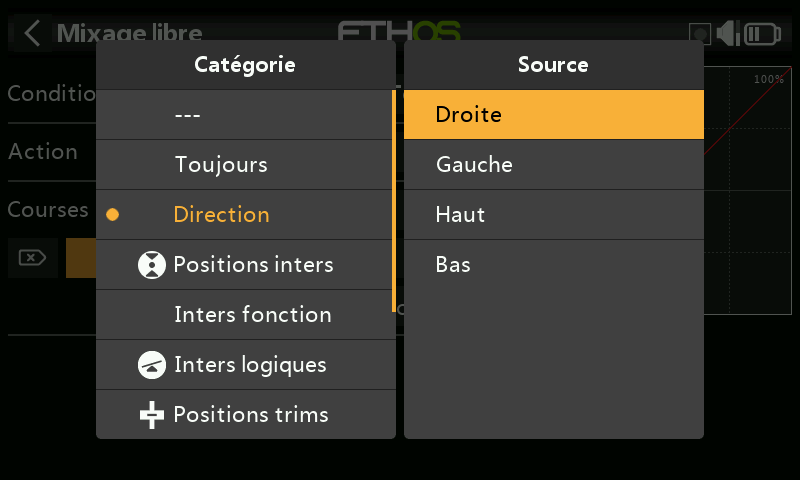 Mixage libre
ETHOS
Catégorie
Source
---
Droite
Toujours
Gauche
Direction
Haut
Positions inters
Bas
Inters fonction
Inters logiques
Positions trims
Action
Courses
100%